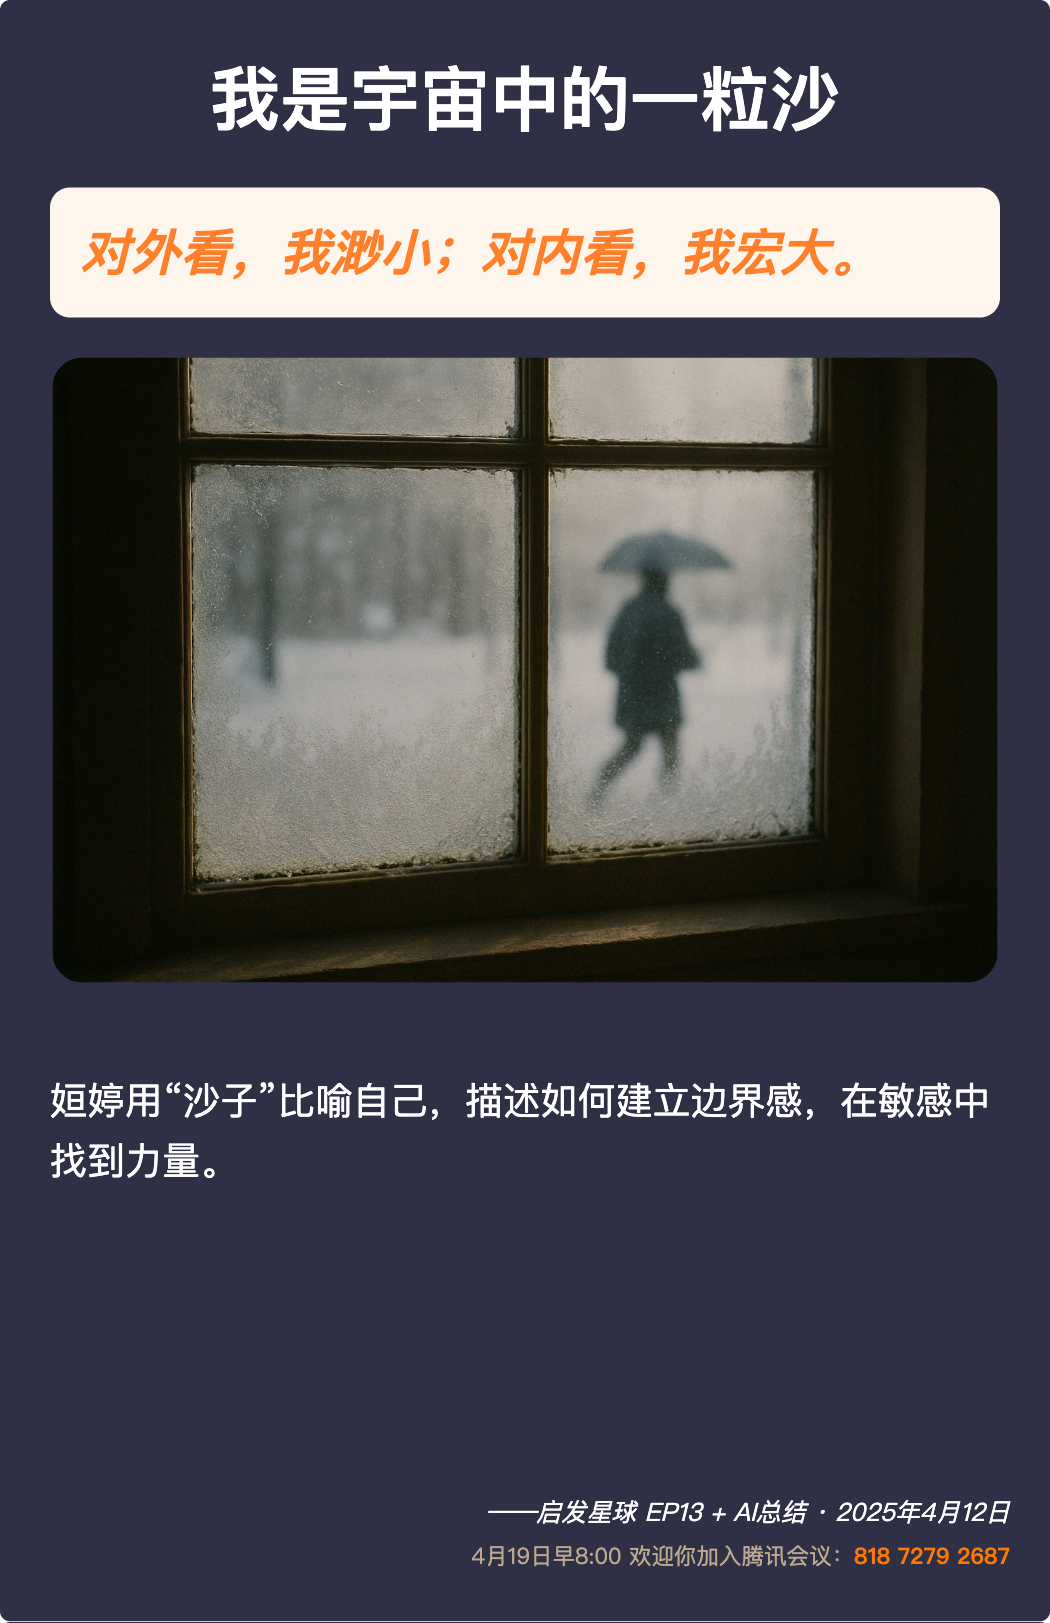 我是宇宙中的一粒沙
对外看，我渺小；对内看，我宏大。
姮婷用“沙子”比喻自己，描述如何建立边界感，在敏感中
找到力量。
——启发星球 EP13 + AI总结 · 2025年4月12日
4月19日早8:00 欢迎你加入腾讯会议：818 7279 2687